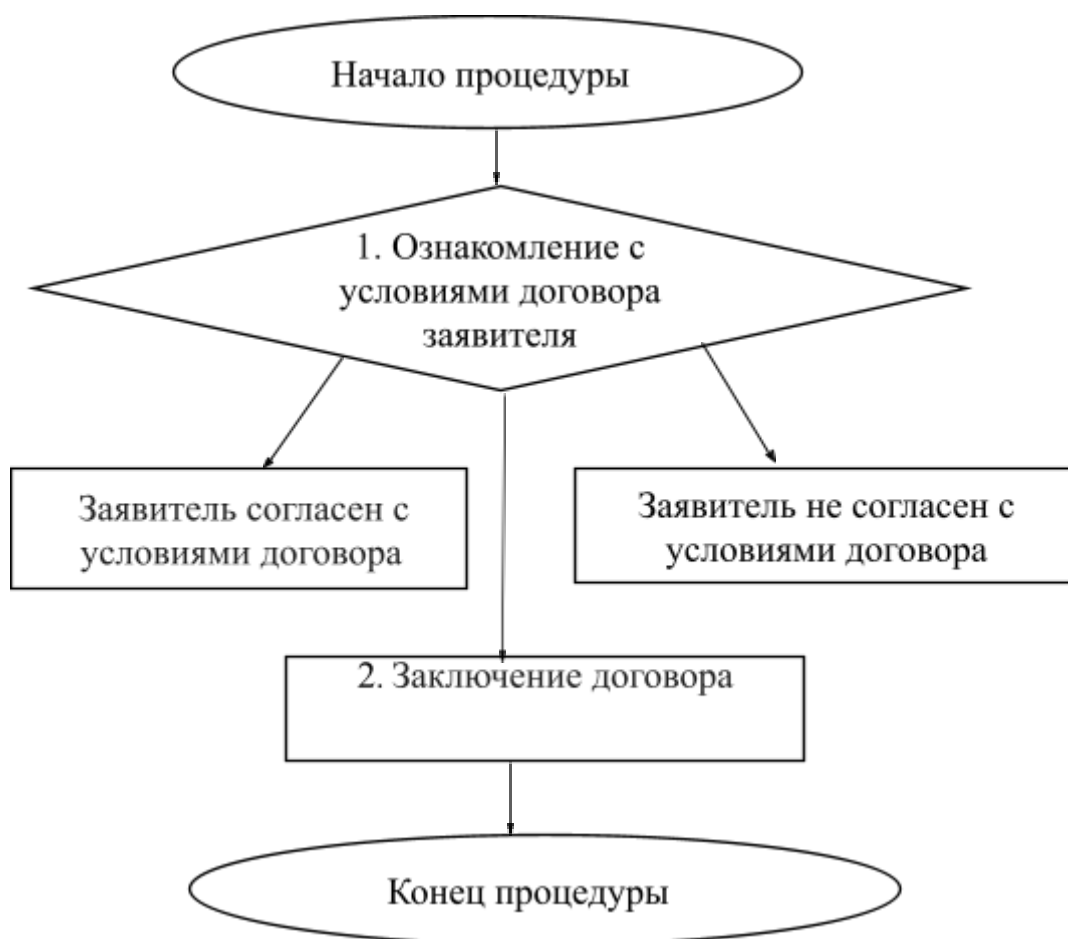 Начало процедуры
1. Ознакомление с
условиями договора
заявителя
Заявитель согласен с
условиями договора
Заявитель не согласен с
условиями договора
2. Заключение договора
Конец процедуры